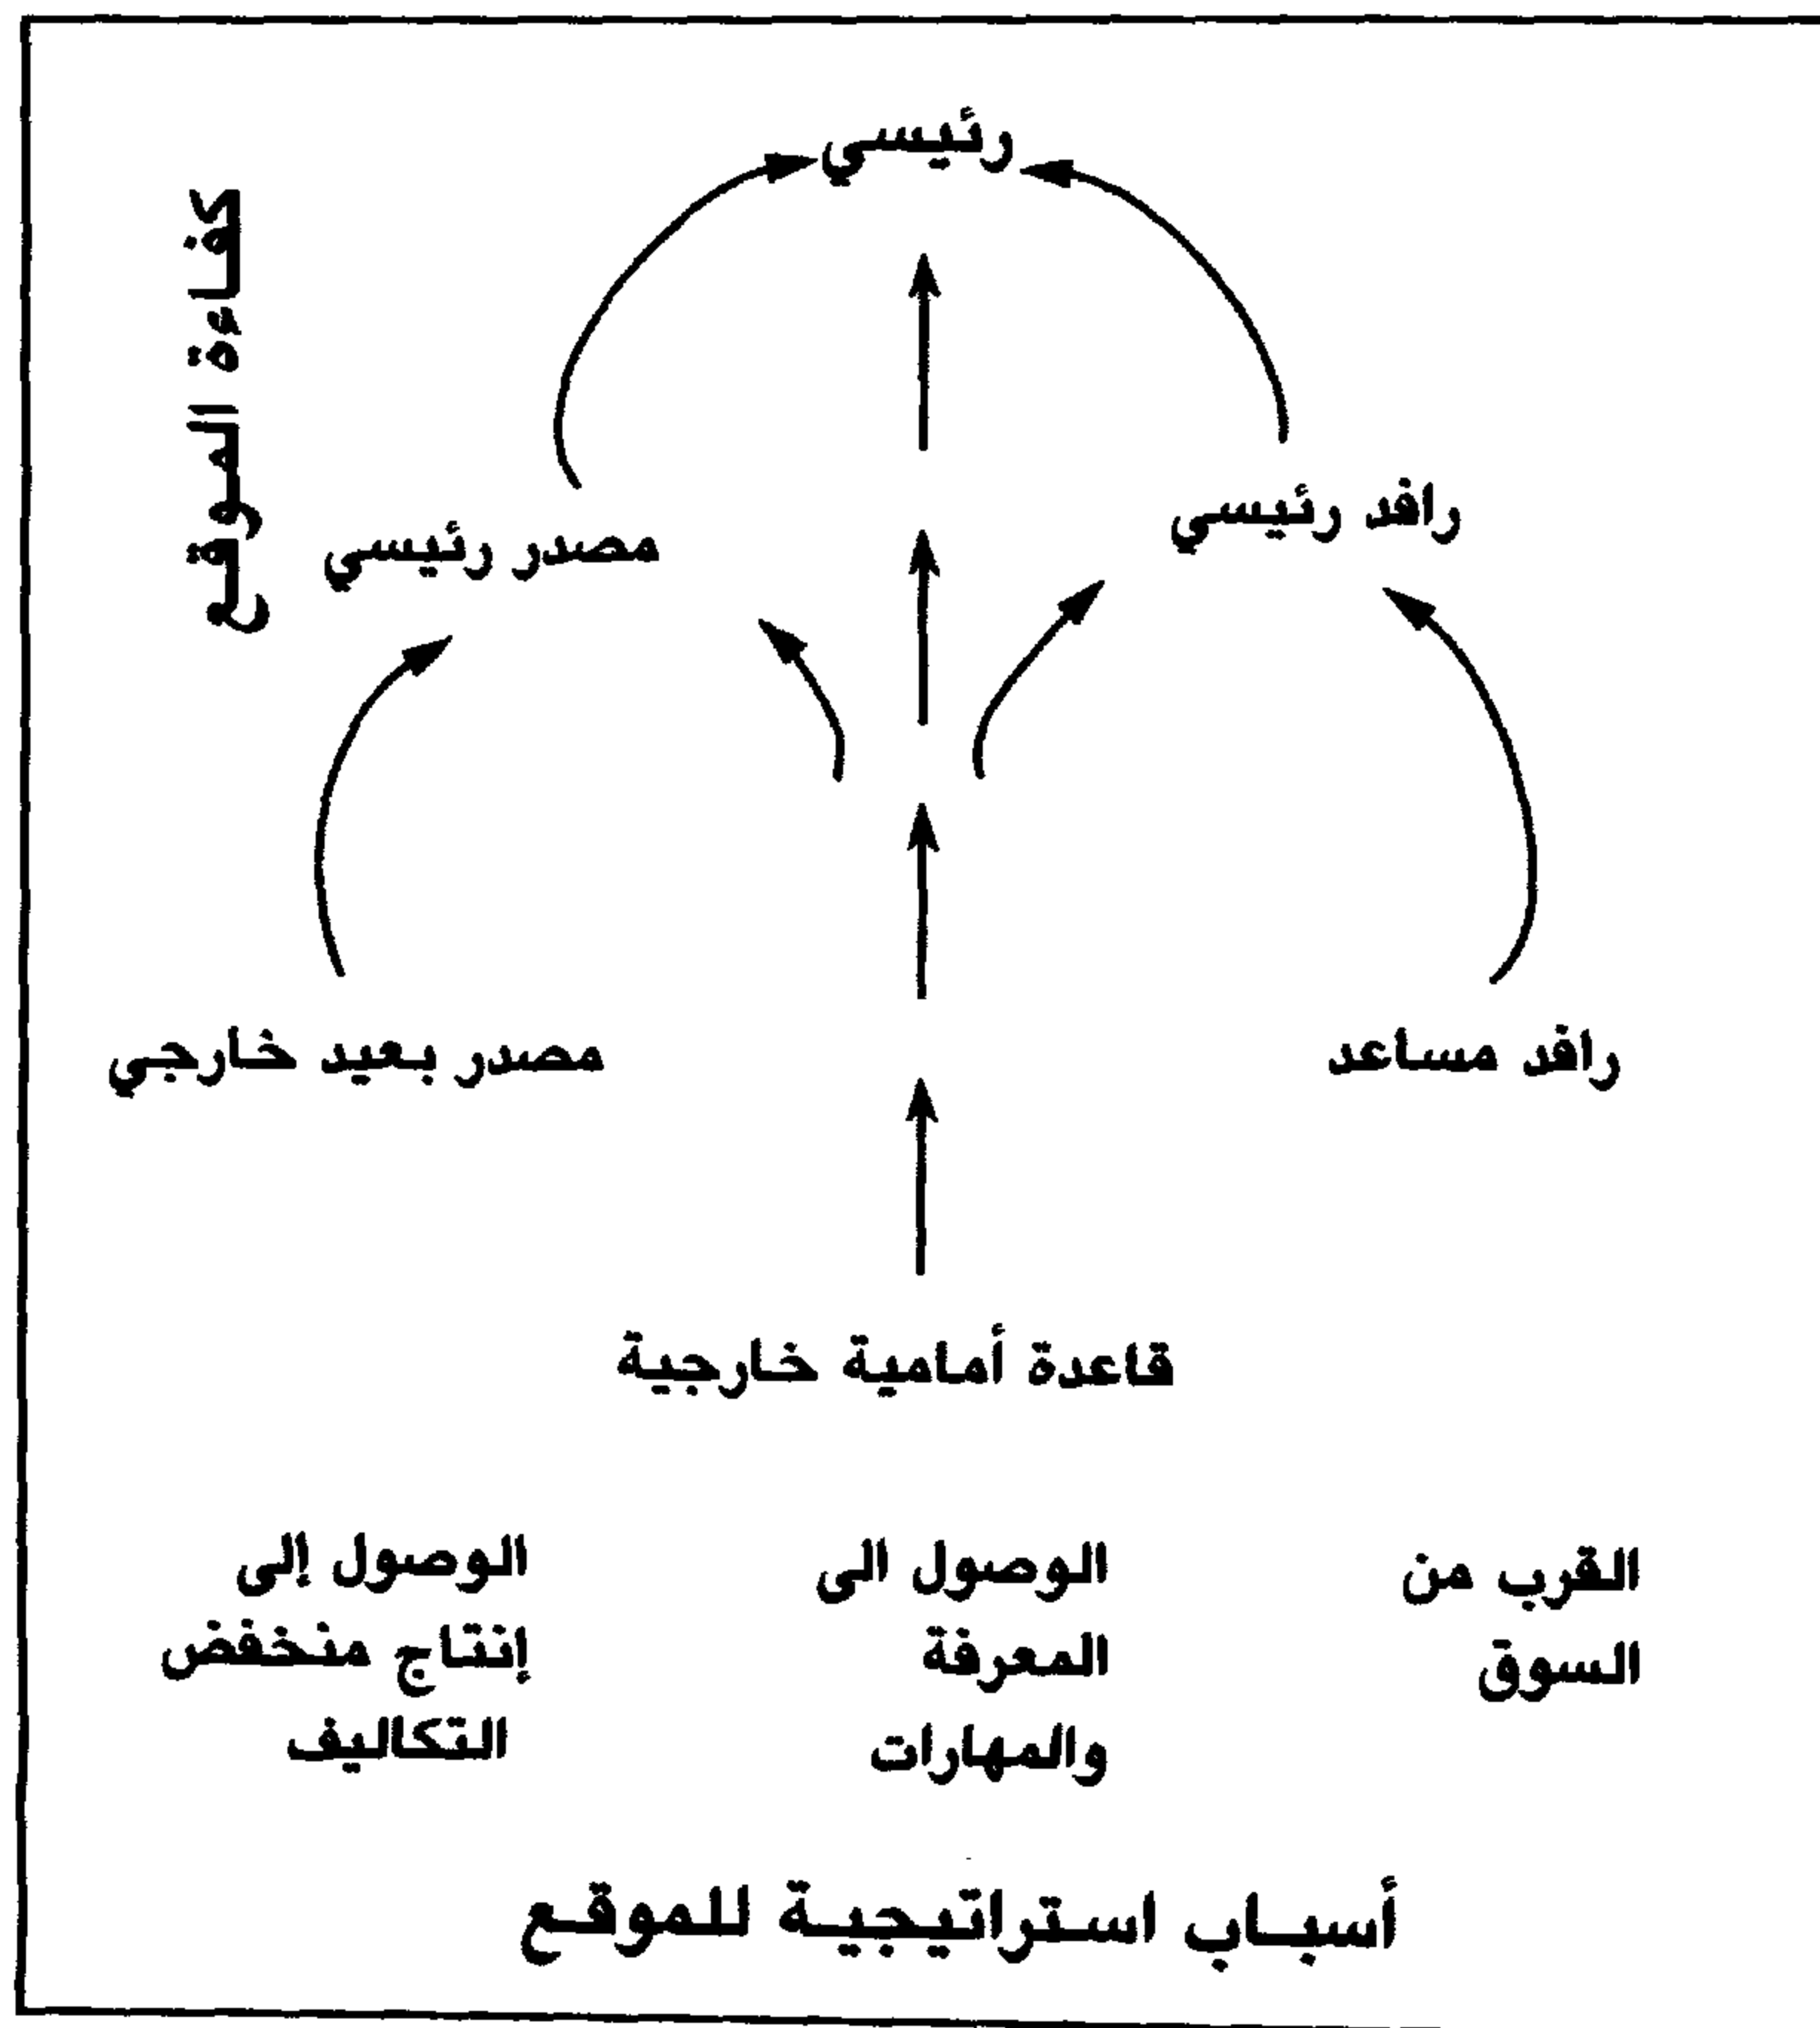 رئيسي
كفاءة الموقع
رافد رئيسي
مصدر رئيسي
رافد مساعد
مصدر بعيد خارجي
قاعدة أمامية خارجية
القرب من
السوق
الوصول الى
المعرفة
والمهارات
الوصول إلى
إنتاج منخفض
التكاليف
أسباب استراتيجية للموقع